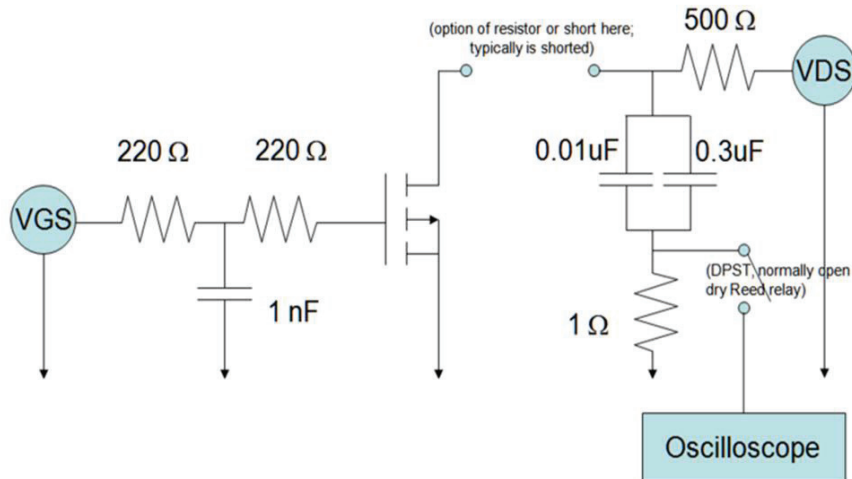 (option of resistor or short here;
typically is shorted)
500 Ω
VDS
220 Ω
220 Ω
0.01uF
0.3uF
VGS
(DPST, normally open
dry Reed relay)
1 nF
1 Ω
Oscilloscope